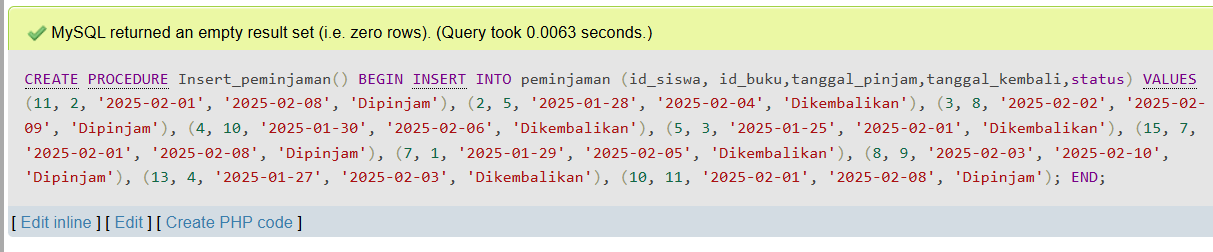 MySQL returned an empty result set (i.e. zero rows). (Query took 0.0063 seconds.)
CREATE PROCEDURE Insert_peminjaman() BEGIN INSERT INTO peminjaman (id_siswa, id_buku,tanggal_pinjam,tanggal_kembali,status) VALUES
(11, 2, '2025-02-01', '2025-02-08', 'Dipinjam'), (2, 5, '2025-01-28', '2025-02-04', 'Dikembalikan'), (3, 8, '2025-02-02', '2025-02-
09', 'Dipinjam'), (4, 10, '2025-01-30', '2025-02-06', 'Dikembalikan'), (5, 3, '2025-01-25', '2025-02-01', 'Dikembalikan'), (15, 7,
'2025-02-01', '2025-02-08', 'Dipinjam'), (7, 1, '2025-01-29', '2025-02-05', 'Dikembalikan'), (8, 9, '2025-02-03', '2025-02-10',
'Dipinjam'), (13, 4, '2025-01-27', '2025-02-03', 'Dikembalikan'), (10, 11, '2025-02-01', '2025-02-08', 'Dipinjam'); END;
[ Edit inline ] [ Edit ] [ Create PHP code ]